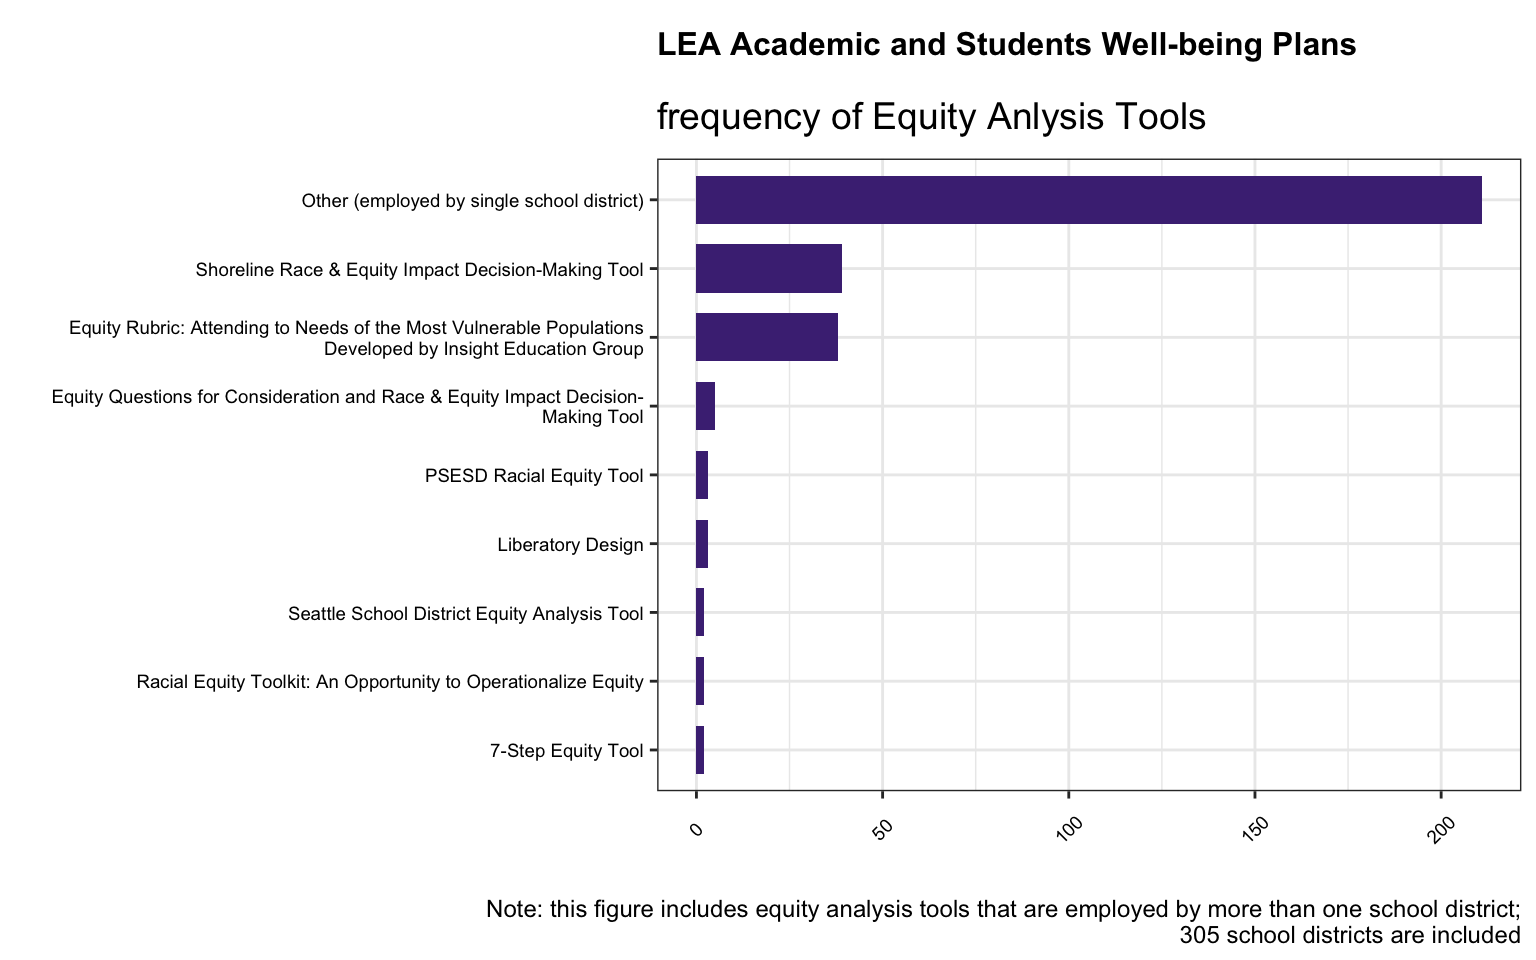 LEA Academic and Students Well-being Plans
frequency of Equity Anlysis Tools
Other (employed by single school district)
Shoreline Race & Equity Impact Decision-Making Tool
Equity Rubric: Attending to Needs of the Most Vulnerable Populations
Developed by Insight Education Group
Equity Questions for Consideration and Race & Equity Impact Decision-
Making Tool
PSESD Racial Equity Tool
Liberatory Design
Seattle School District Equity Analysis Tool
Racial Equity Toolkit: An Opportunity to Operationalize Equity
7-Step Equity Tool
0
50
100
150
200
Note: this figure includes equity analysis tools that are employed by more than one school district;
305 school districts are included